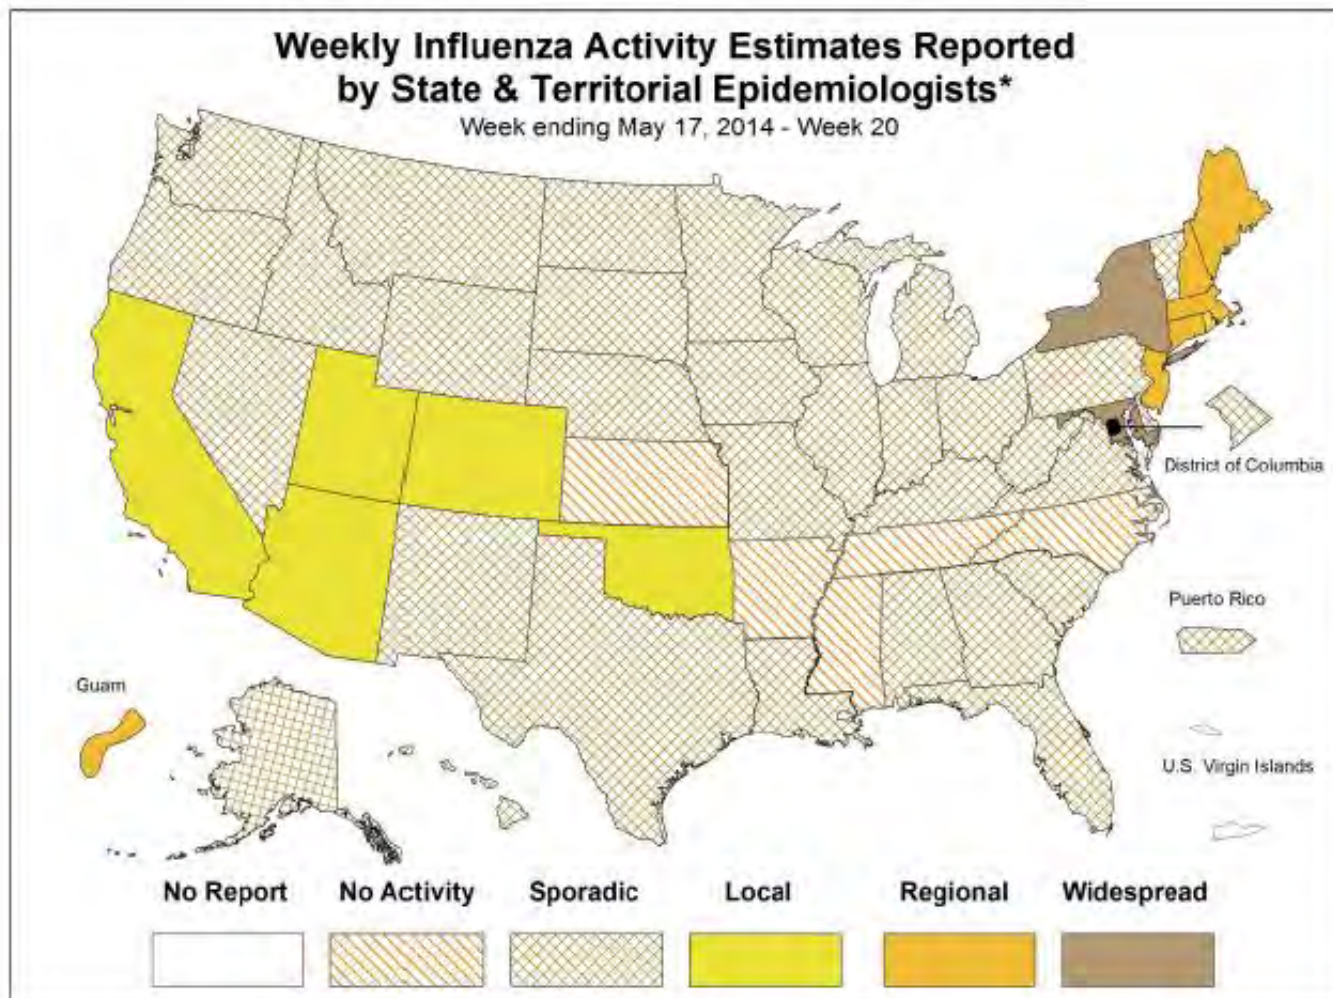 Weekly Influenza Activity Estimates Reported
by State & Territorial Epidemiologists*
Week ending May 17, 2014 - Week 20
District of Columbia
Puerto Rico
Guam
U.S. Virgin Islands
No Report No Activity Sporadic Local Regional Widespread